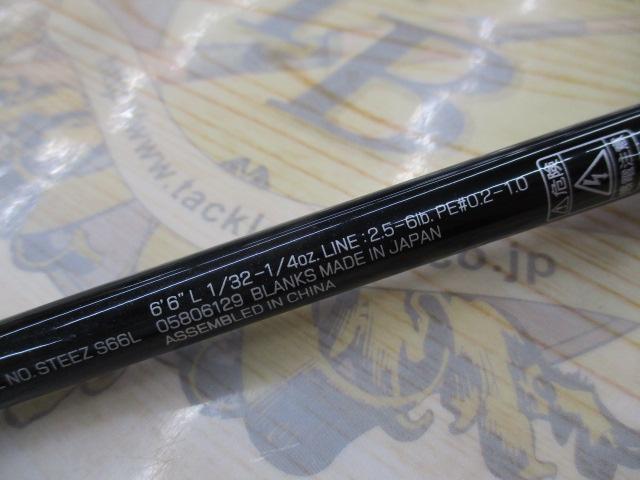 L NO. STEEZ S66L
6'6" L 1/32-1/4oz. LINE : 2.5-6lb. PE#0.2-1.0
05806129 BLANKS MADE IN JAPAN
ASSEMBLED IN CHINA
危険
www.tackl
co.jp
B